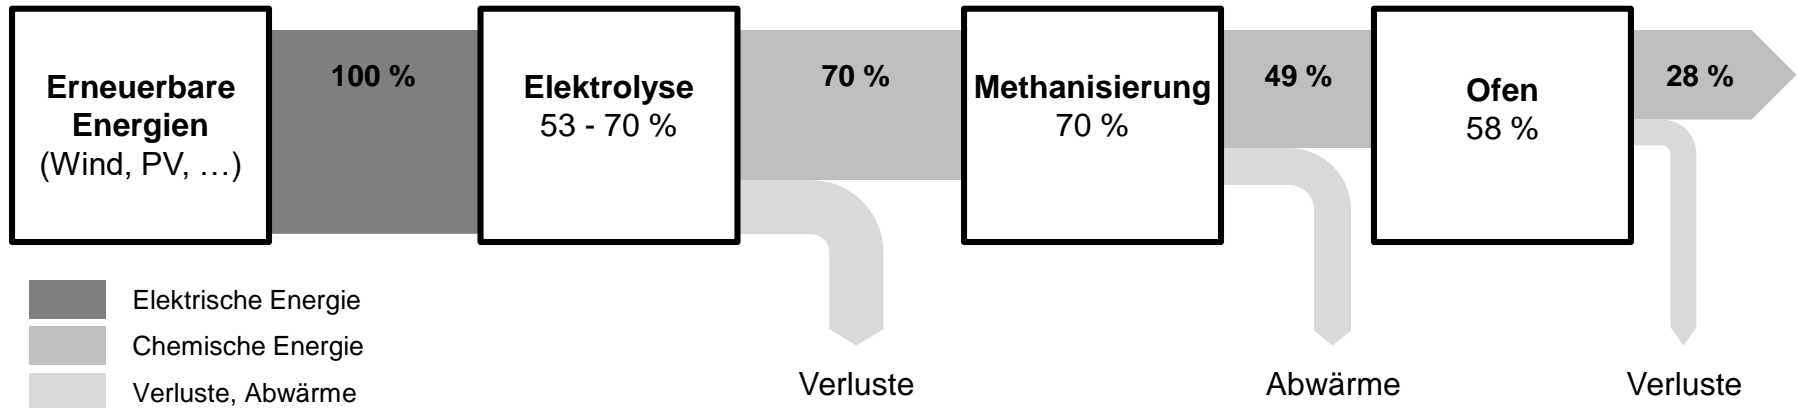 Erneuerbare
Energien
(Wind, PV, …)
100 %
Elektrolyse
53 - 70 %
70 %
Methanisierung
70 %
49 %
Ofen
58 %
28 %
Elektrische Energie
Chemische Energie
Verluste, Abwärme
Verluste
Abwärme
Verluste